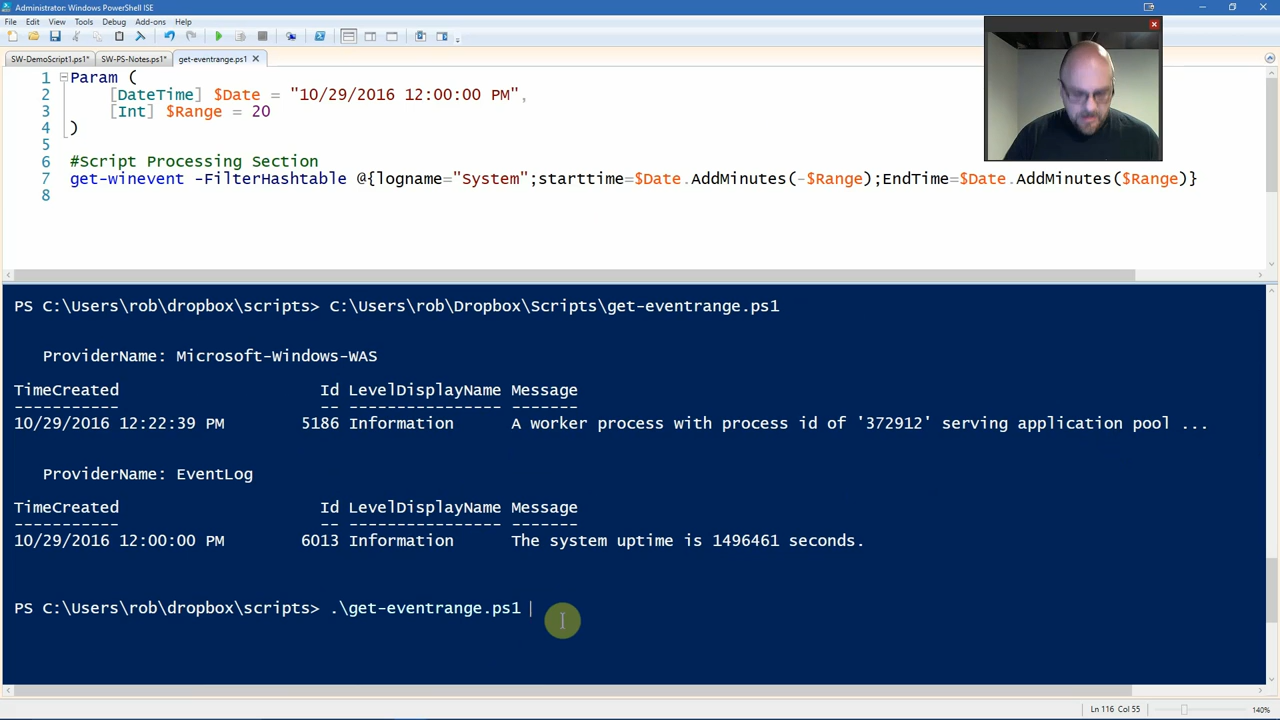 Administrator: Windows PowerShell ISE
File Edit View Tools Debug Add-ons Help
SW-DemoScript1.ps1* SW-PS-Notes.ps1* get-eventrange.ps1
1 Param (
2 [DateTime] $Date = "10/29/2016 12:00:00 PM",
3 [Int] $Range = 20
4 )
5
6 #Script Processing Section
7 get-winevent -FilterHashtable @{logname="System";starttime=$Date.AddMinutes(-$Range);EndTime=$Date.AddMinutes($Range)}
8
PS C:\Users\rob\dropbox\scripts> C:\Users\rob\Dropbox\Scripts\get-eventrange.ps1
ProviderName: Microsoft-Windows-WAS
TimeCreated Id LevelDisplayName Message
----------- -- ---------------- -------
10/29/2016 12:22:39 PM 5186 Information A worker process with process id of '372912' serving application pool ...
ProviderName: EventLog
TimeCreated Id LevelDisplayName Message
----------- -- ---------------- -------
10/29/2016 12:00:00 PM 6013 Information The system uptime is 1496461 seconds.
PS C:\Users\rob\dropbox\scripts> .\get-eventrange.ps1
Ln 116 Col 55 140%